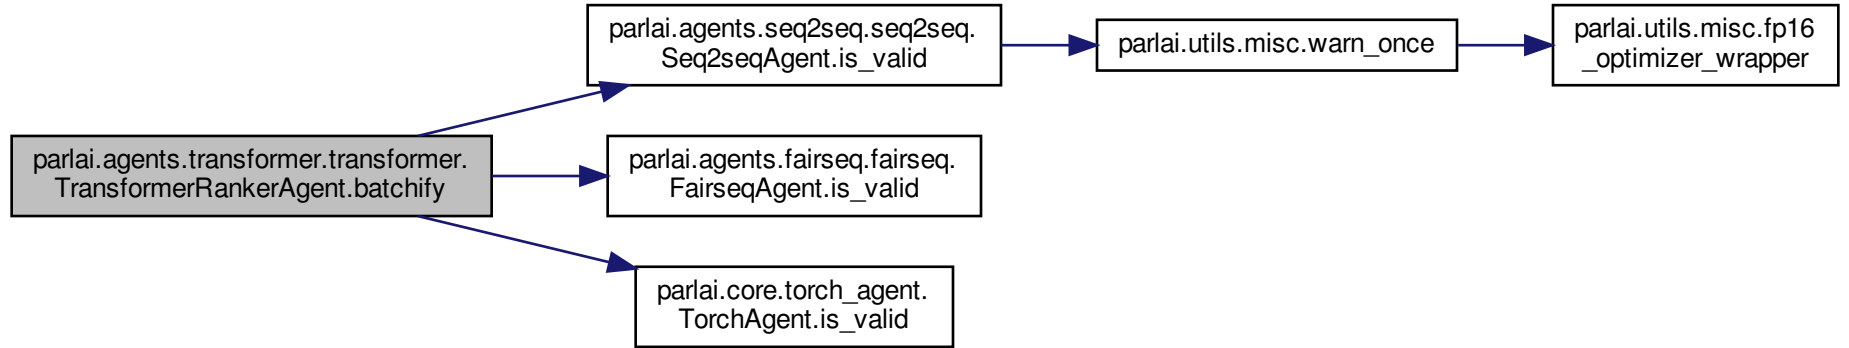 parlai.agents.transformer.transformer.
TransformerRankerAgent.batchify
parlai.agents.seq2seq.seq2seq.
Seq2seqAgent.is_valid
parlai.utils.misc.warn_once
parlai.utils.misc.fp16
_optimizer_wrapper
parlai.agents.fairseq.fairseq.
FairseqAgent.is_valid
parlai.core.torch_agent.
TorchAgent.is_valid